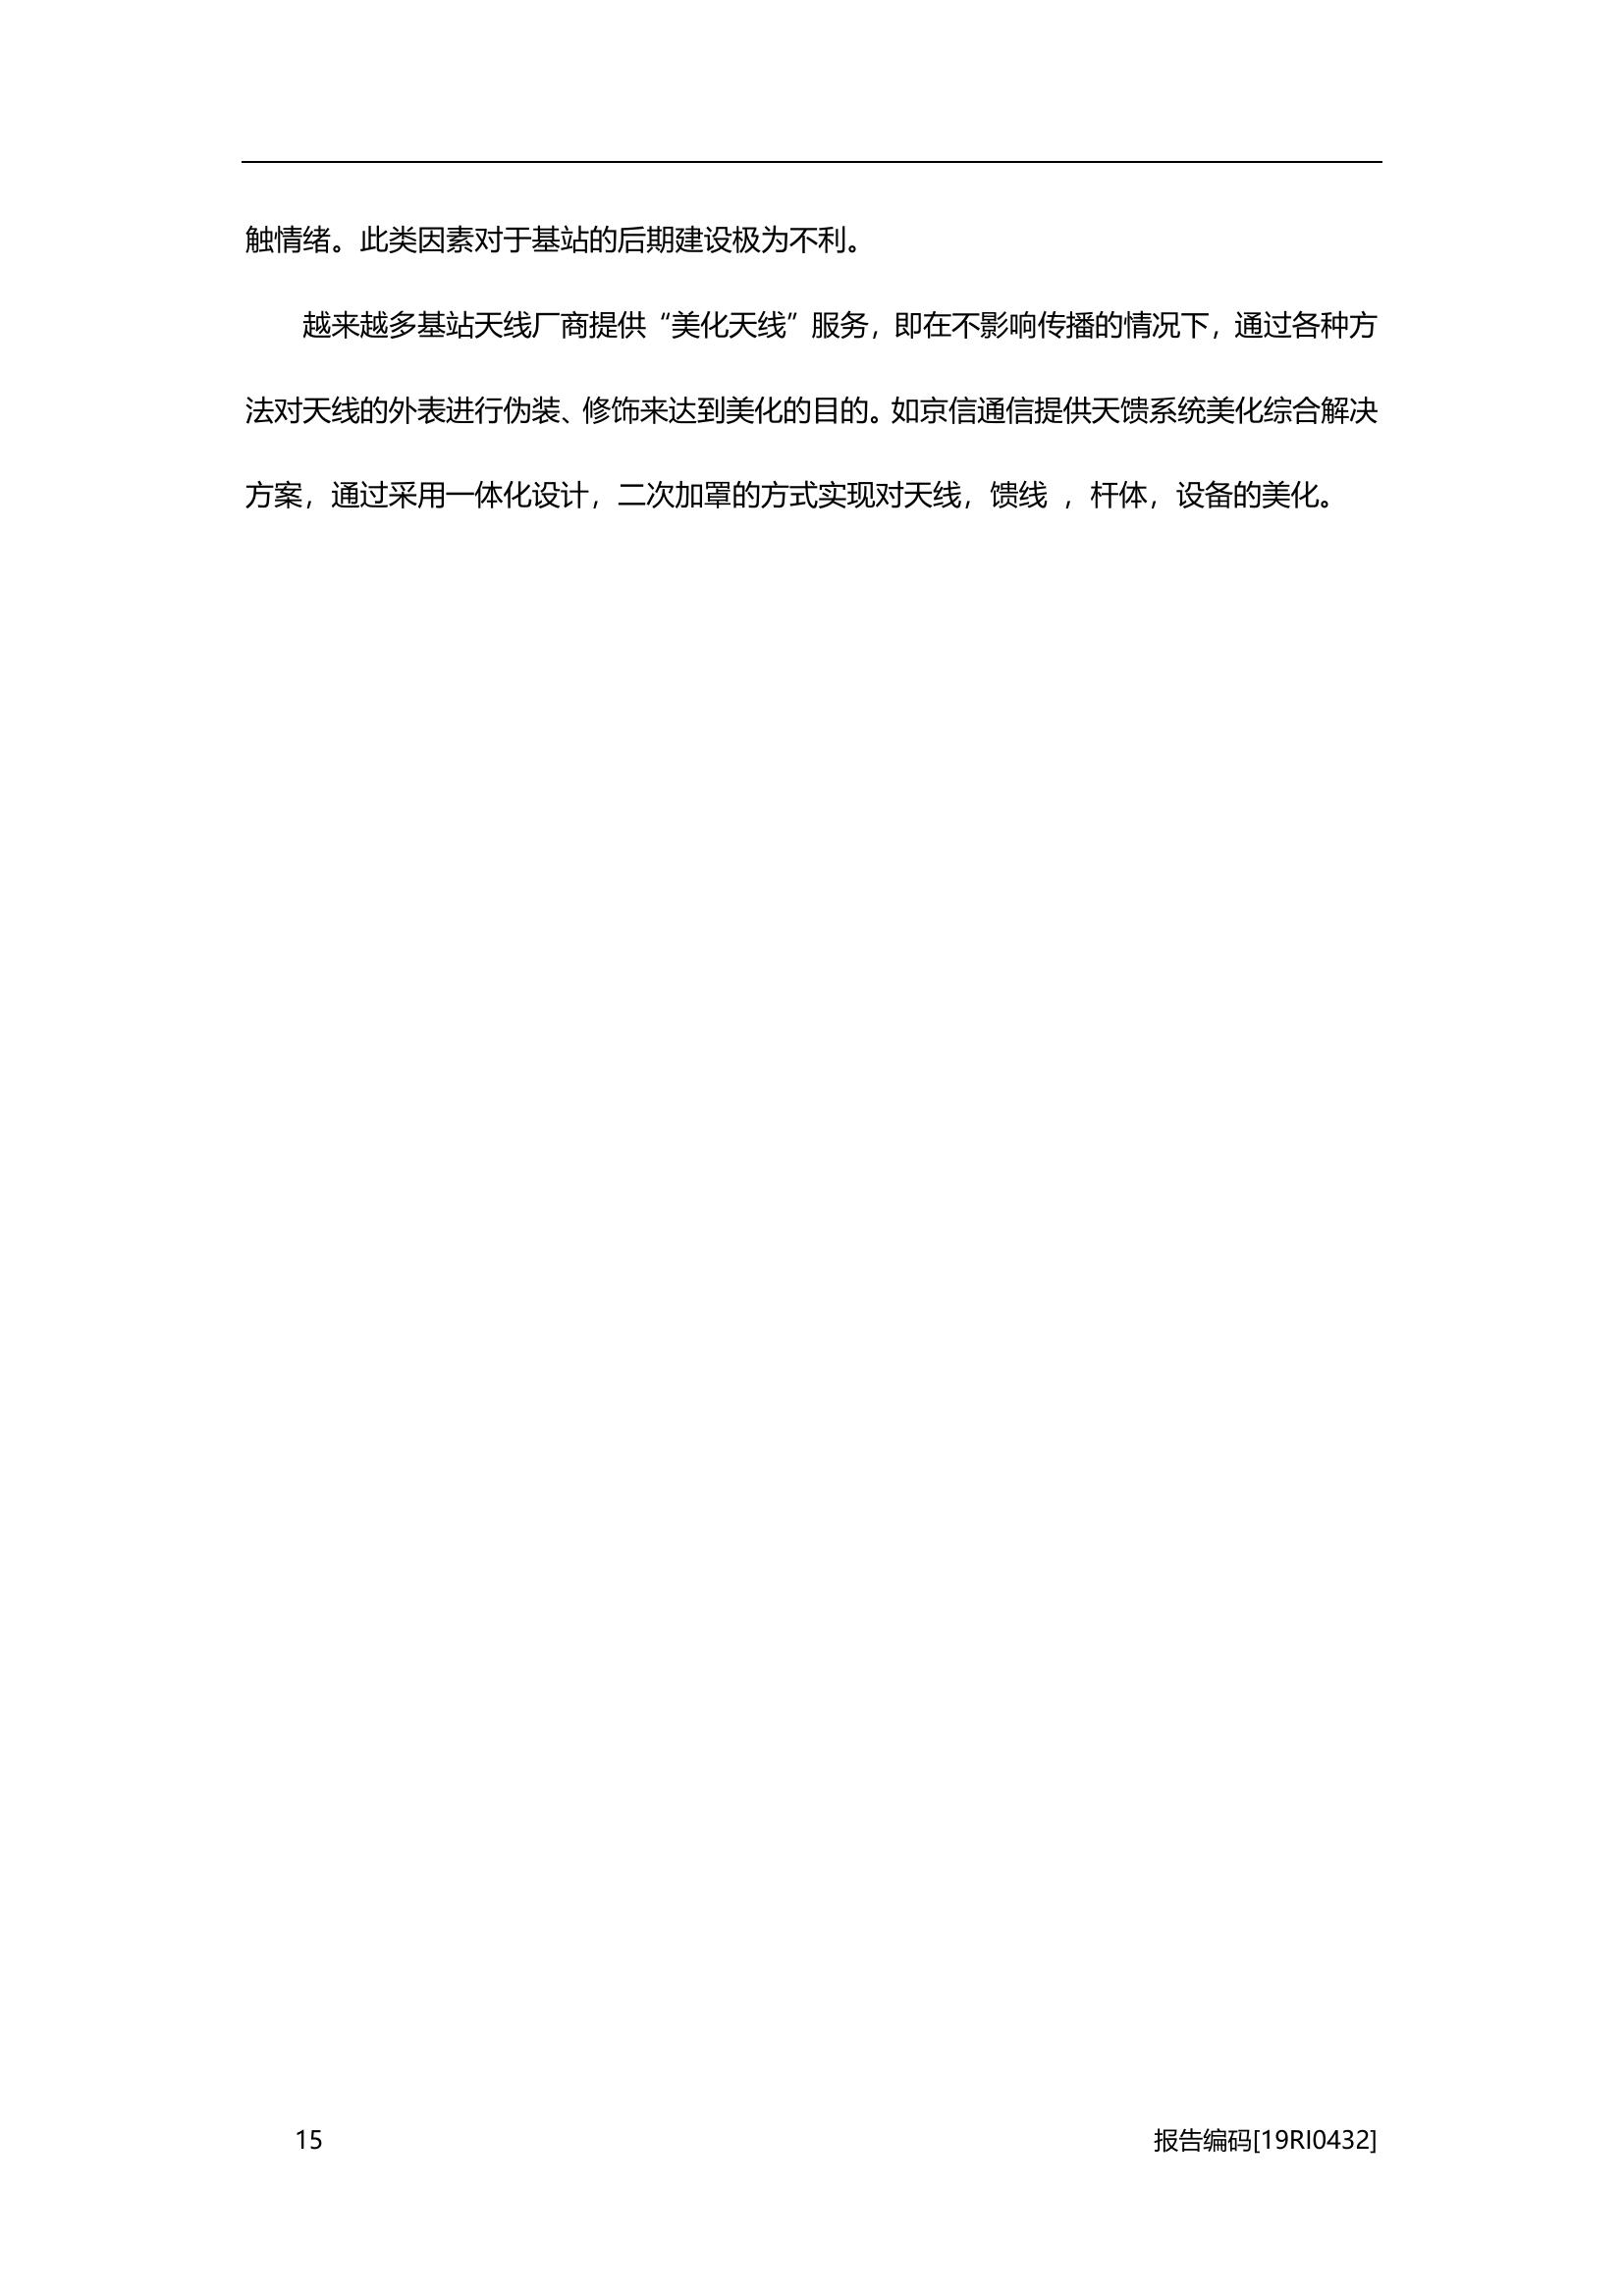 触情绪。此类因素对于基站的后期建设极为不利。
越来越多基站天线厂商提供“美化天线”服务，即在不影响传播的情况下，通过各种方
法对天线的外表进行伪装、修饰来达到美化的目的。如京信通信提供天馈系统美化综合解决
方案，通过采用一体化设计，二次加罩的方式实现对天线，馈线 ，杆体，设备的美化。
15 报告编码[19RI0432]